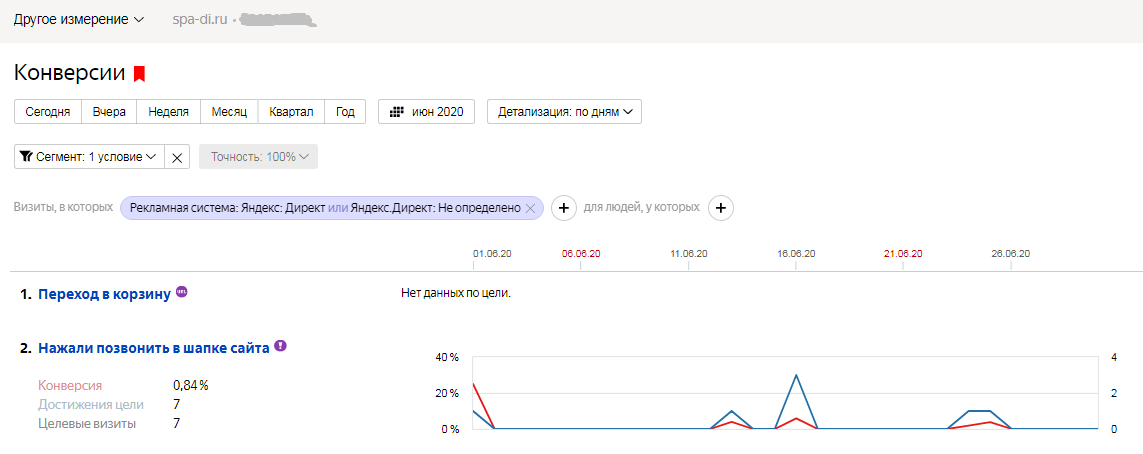 Другое измерение spa-di.ru •
Конверсии
Сегодня Вчера Неделя Месяц Квартал Год июн 2020 Детализация: по дням
Сегмент: 1 условие Точность: 100%
Визиты, в которых Рекламная система: Яндекс: Директ или Яндекс.Директ: Не определено + для людей, у которых +
01.06.20 06.06.20 11.06.20 16.06.20 21.06.20 26.06.20
1. Переход в корзину URL Нет данных по цели.
2. Нажали позвонить в шапке сайта
40 % 4
Конверсия 0,84 %
20 % 2
Достижения цели 7
Целевые визиты 7
0 % 0